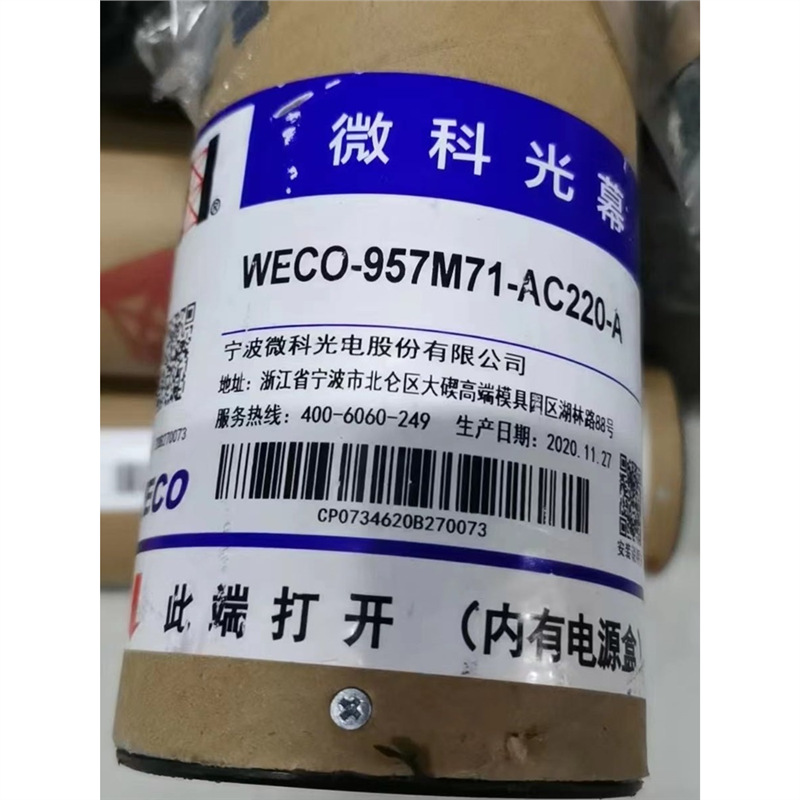 微科光幕
®
WECO-957M71-AC220-A
宁波微科光电股份有限公司
地址：浙江省宁波市北仑区大碶高端模具园区湖林路88号
服务热线：400-6060-249 生产日期：2020.11.27
CP0734620B270073
ECO
此端打开（内有电源盒）